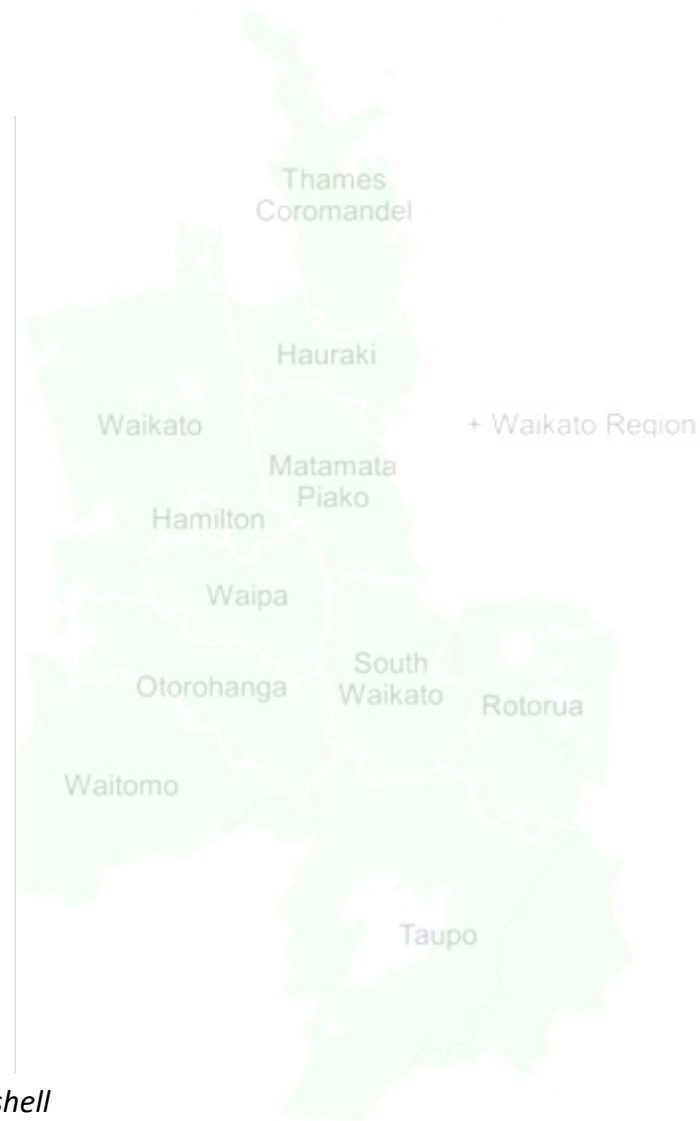 Thames
Coromandel
Hauraki
Waikato
+ Waikato Region
Matamata
Piako
Hamilton
Waipa
South
Waikato
Otorohanga
Rotorua
Waitomo
Taupo
shell